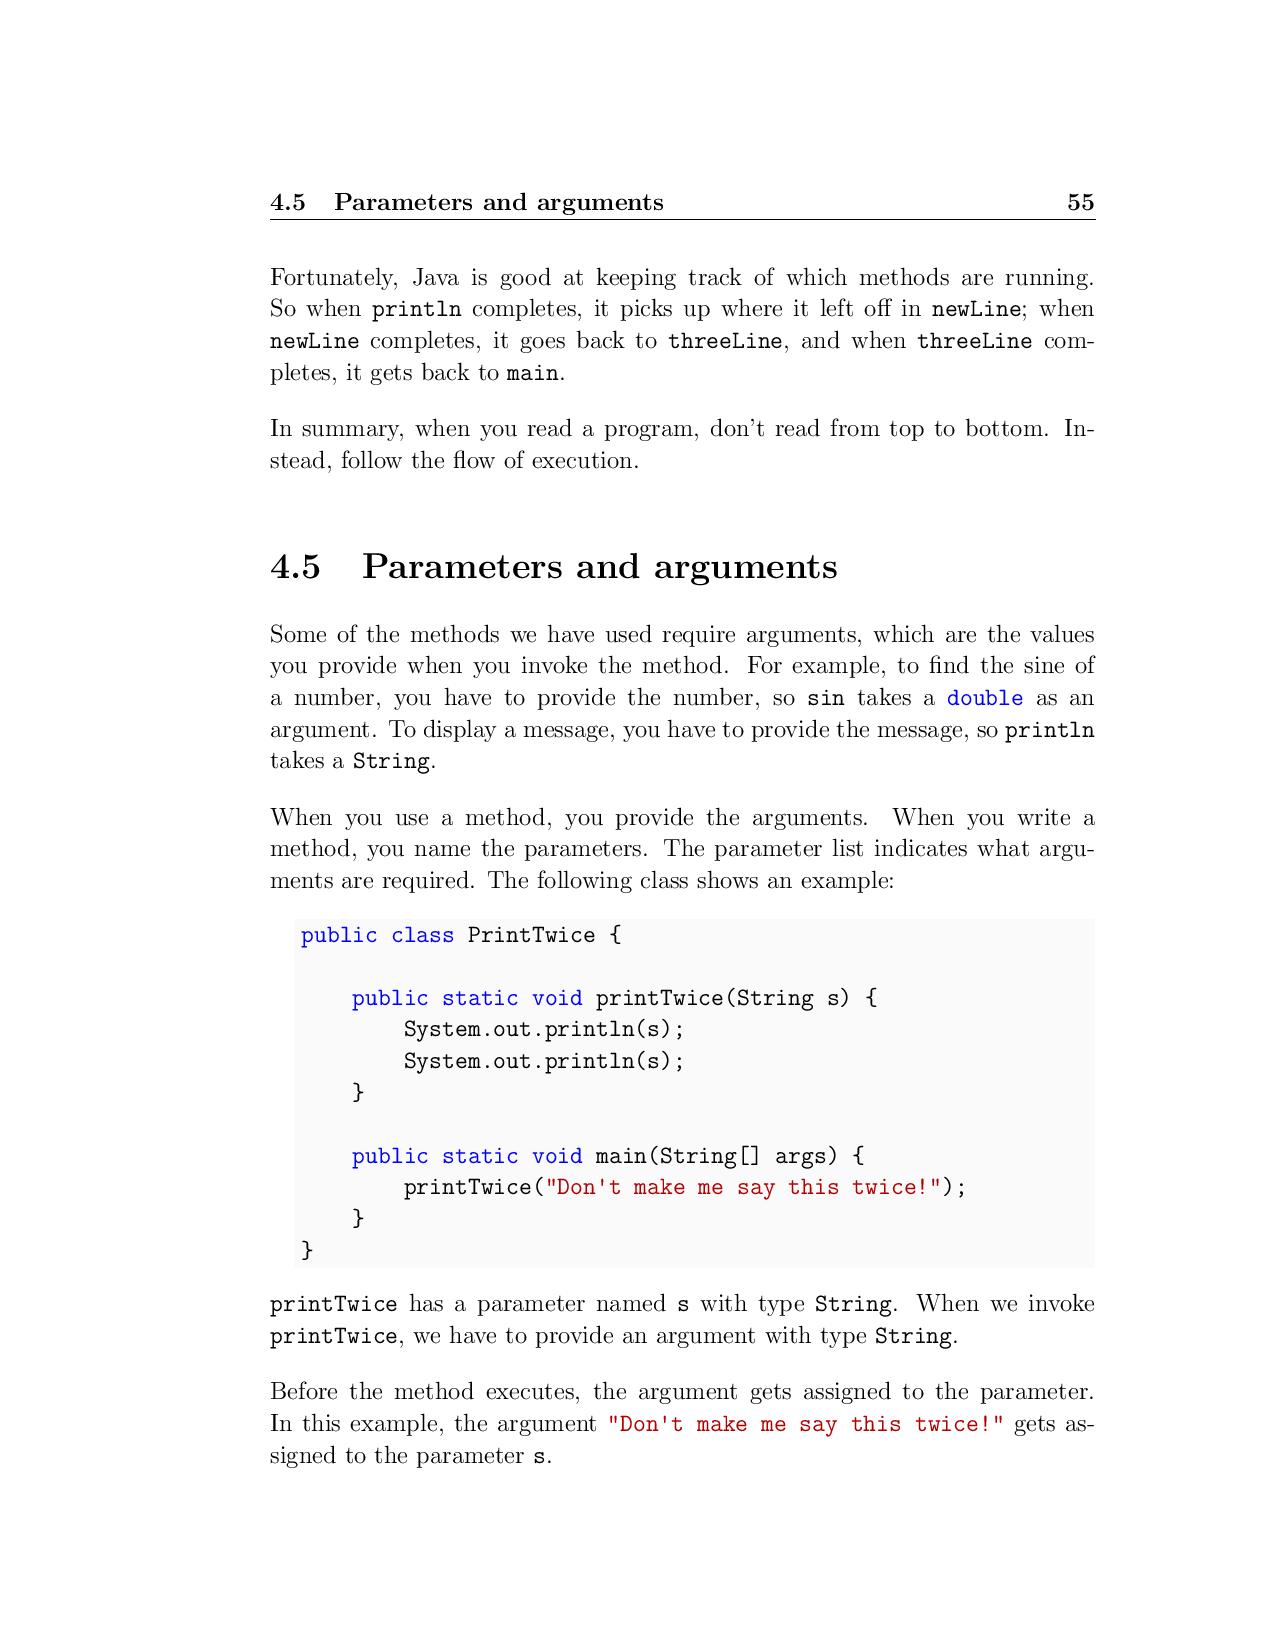 4.5 Parameters and arguments 55
Fortunately, Java is good at keeping track of which methods are running.
So when println completes, it picks up where it left off in newLine; when
newLine completes, it goes back to threeLine, and when threeLine com-
pletes, it gets back to main.
In summary, when you read a program, don't read from top to bottom. In-
stead, follow the flow of execution.
4.5 Parameters and arguments
Some of the methods we have used require arguments, which are the values
you provide when you invoke the method. For example, to find the sine of
a number, you have to provide the number, so sin takes a double as an
argument. To display a message, you have to provide the message, so println
takes a String.
When you use a method, you provide the arguments. When you write a
method, you name the parameters. The parameter list indicates what argu-
ments are required. The following class shows an example:
public class PrintTwice {
    public static void printTwice(String s) {
        System.out.println(s);
        System.out.println(s);
    }
    public static void main(String[] args) {
        printTwice("Don't make me say this twice!");
    }
}
printTwice has a parameter named s with type String. When we invoke
printTwice, we have to provide an argument with type String.
Before the method executes, the argument gets assigned to the parameter.
In this example, the argument "Don't make me say this twice!" gets as-
signed to the parameter s.